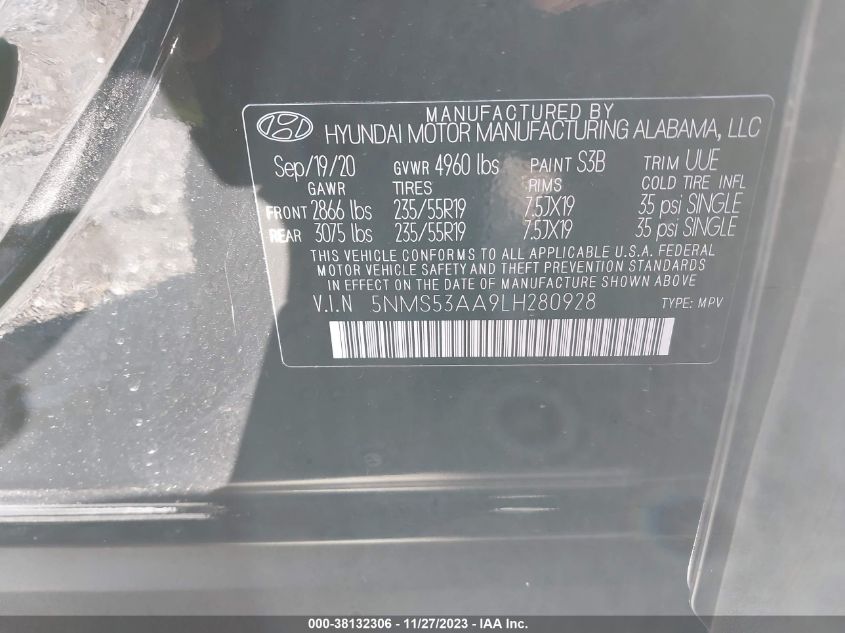 MANUFACTURED BY
HYUNDAI MOTOR MANUFACTURING ALABAMA, LLC
Sep/19/20 GVWR 4960 lbs PAINT S3B TRIM UUE
GAWR TIRES RIMS COLD TIRE INFL
FRONT 2866 lbs 235/55R19 7.5JX19 35 psi SINGLE
REAR 3075 lbs 235/55R19 7.5JX19 35 psi SINGLE
THIS VEHICLE CONFORMS TO ALL APPLICABLE U.S.A. FEDERAL
MOTOR VEHICLE SAFETY AND THEFT PREVENTION STANDARDS
IN EFFECT ON THE DATE OF MANUFACTURE SHOWN ABOVE
V.I.N 5NMS53AA9LH280928 TYPE: MPV
000-38132306 - 11/27/2023 - IAA Inc.